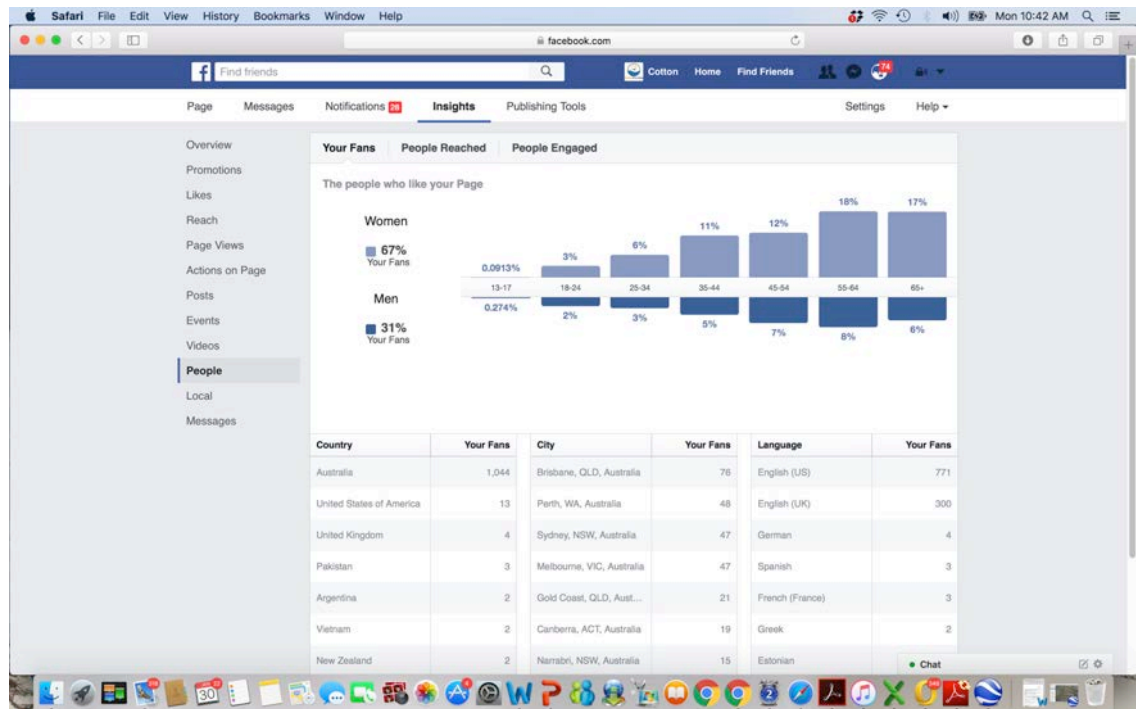 Safari File Edit View History Bookmarks Window Help Mon 10:42 AM
facebook.com
Find friends Cotton Home Find Friends 74
Page Messages Notifications 26 Insights Publishing Tools Settings Help
Overview
Promotions
Likes
Reach
Page Views
Actions on Page
Posts
Events
Videos
People
Local
Messages
Your Fans People Reached People Engaged
The people who like your Page
Women
67%
Your Fans
0.0913% 3% 6% 11% 12% 18% 17%
13-17 18-24 25-34 35-44 45-54 55-64 65+
Men
31%
Your Fans
0.274% 2% 3% 5% 7% 8% 6%
Country Your Fans City Your Fans Language Your Fans
Australia 1,044 Brisbane, QLD, Australia 76 English (US) 771
United States of America 13 Perth, WA, Australia 48 English (UK) 300
United Kingdom 4 Sydney, NSW, Australia 47 German 4
Pakistan 3 Melbourne, VIC, Australia 47 Spanish 3
Argentina 2 Gold Coast, QLD, Aust... 21 French (France) 3
Vietnam 2 Canberra, ACT, Australia 19 Greek 2
New Zealand 2 Narrabri, NSW, Australia 15 Estonian
Chat
30